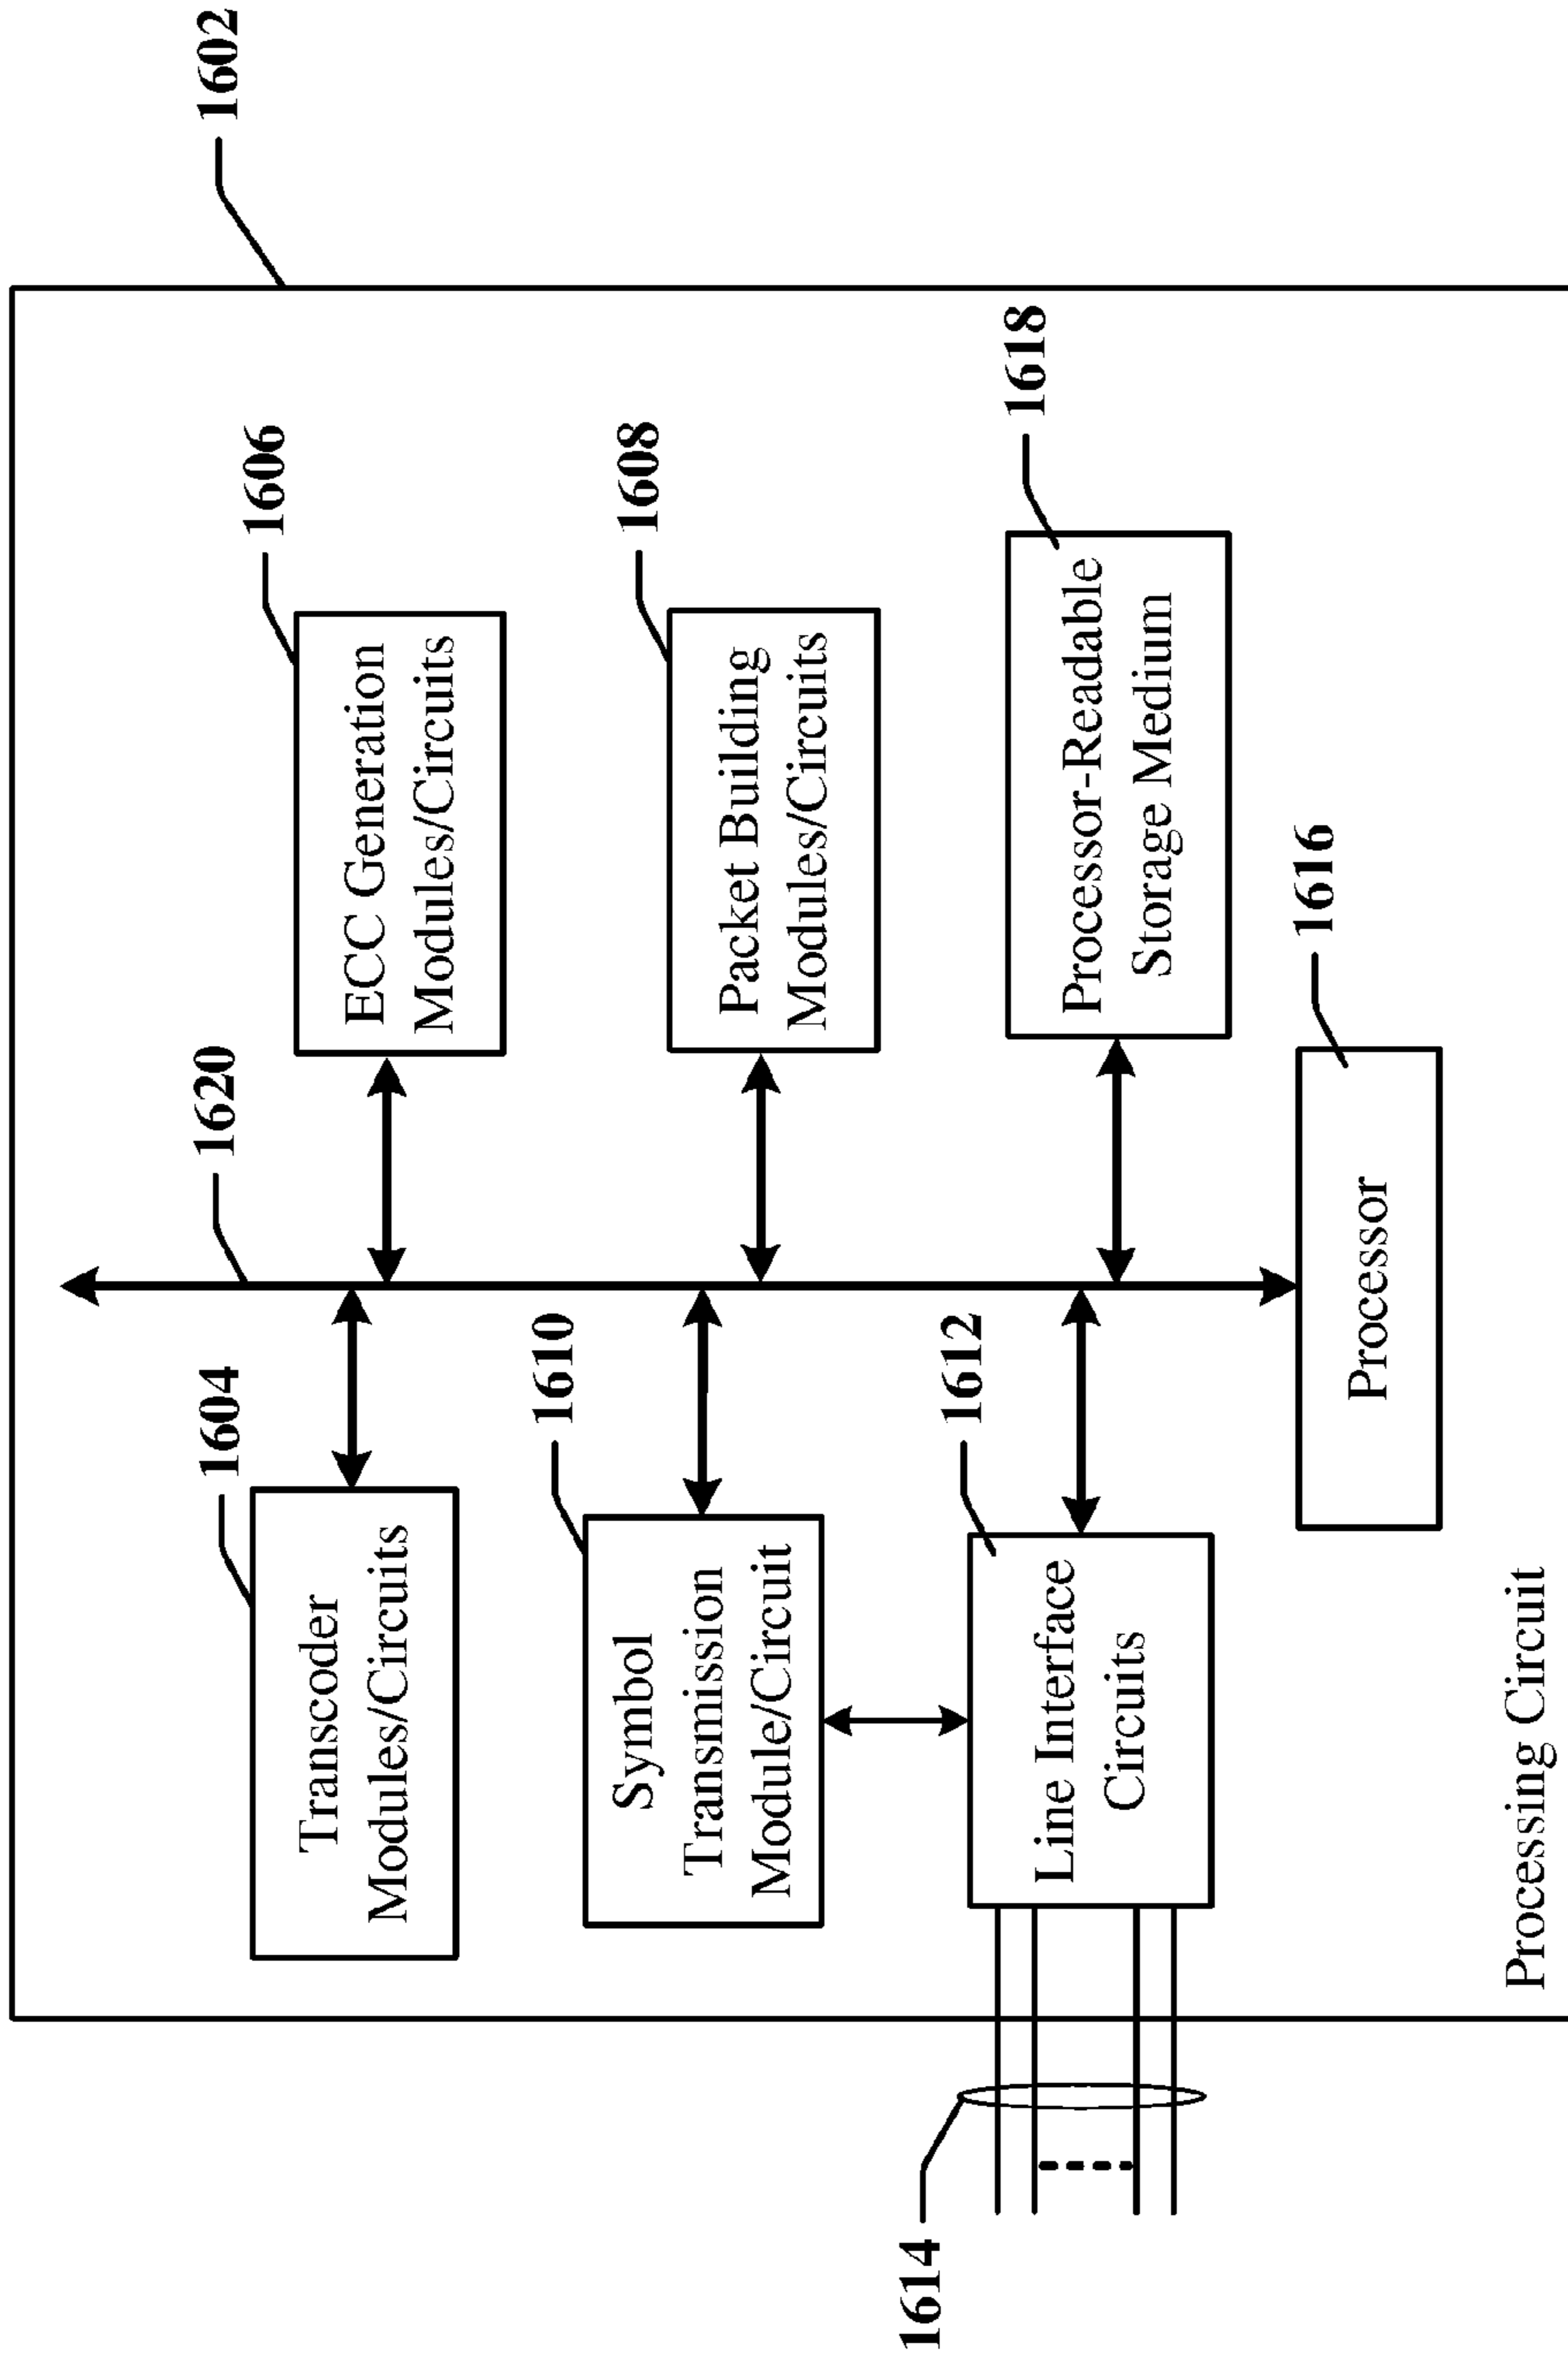 1602
1620
1604
1606
Transcoder
Modules/Circuits
ECC Generation
Modules/Circuits
1610
1608
Symbol
Transmission
Module/Circuit
Packet Building
Modules/Circuits
1614
1612
1618
Line Interface
Circuits
Processor-Readable
Storage Medium
1616
Processor
Processing Circuit